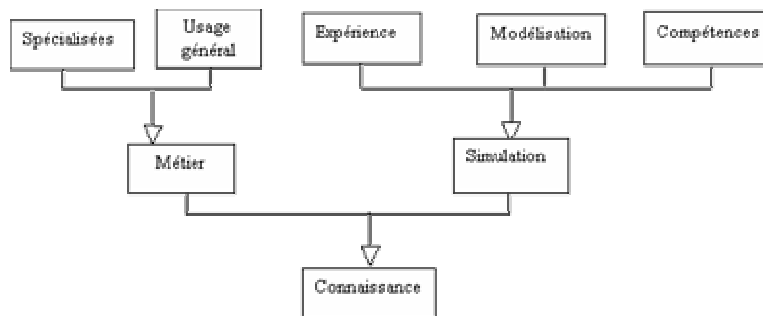 Spécialisées
Usage
général
Expérience
Modélisation
Compétences
Métier
Simulation
Connaissance